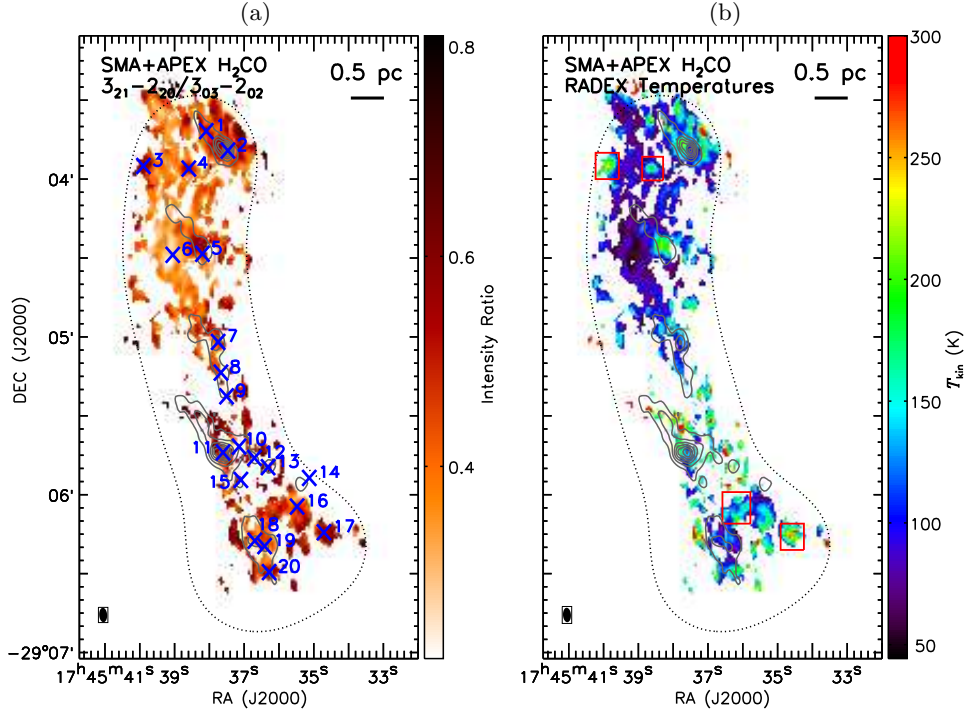 (a)
SMA+APEX H₂CO
3₂₁−2₂₀/3₀₃−2₀₂
0.5 pc
1
2
3
4
5
6
7
8
9
10
11
12
13
14
15
16
17
18
19
20
04'
05'
06'
-29°07'
DEC (J2000)
17ʰ45ᵐ41ˢ
39ˢ
37ˢ
35ˢ
33ˢ
RA (J2000)
0.8
0.6
0.4
Intensity Ratio
(b)
SMA+APEX H₂CO
RADEX Temperatures
0.5 pc
41ˢ
39ˢ
37ˢ
35ˢ
33ˢ
RA (J2000)
300
250
200
150
100
50
T_kin (K)